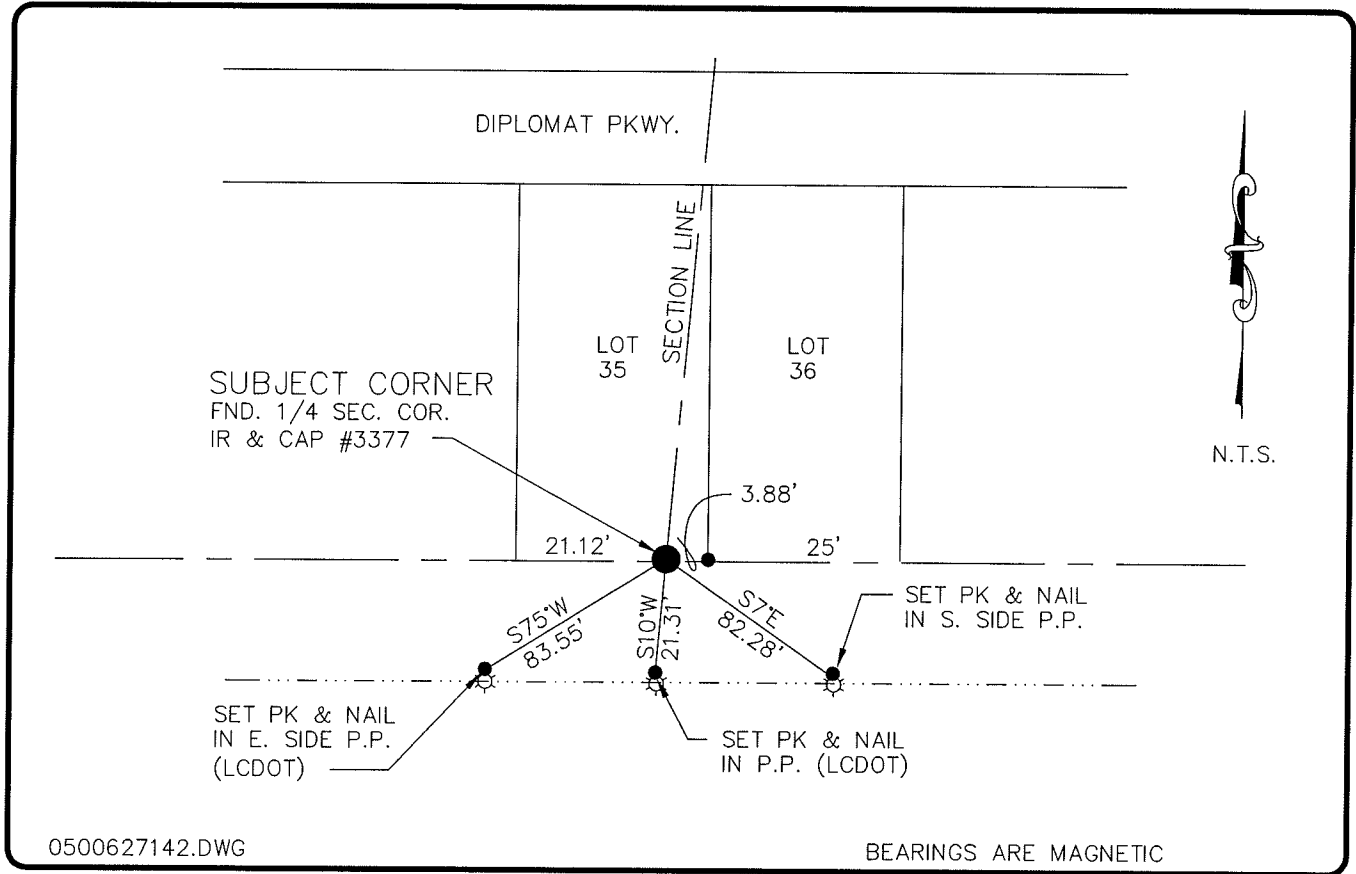 DIPLOMAT PKWY.
SECTION LINE
LOT
35
LOT
36
SUBJECT CORNER
FND. 1/4 SEC. COR.
IR & CAP #3377
N.T.S.
3.88'
21.12'
25'
S75°W
83.55'
S10°W
21.31'
S7°E
82.28'
SET PK & NAIL
IN S. SIDE P.P.
SET PK & NAIL
IN E. SIDE P.P.
(LCDOT)
SET PK & NAIL
IN P.P. (LCDOT)
0500627142.DWG
BEARINGS ARE MAGNETIC